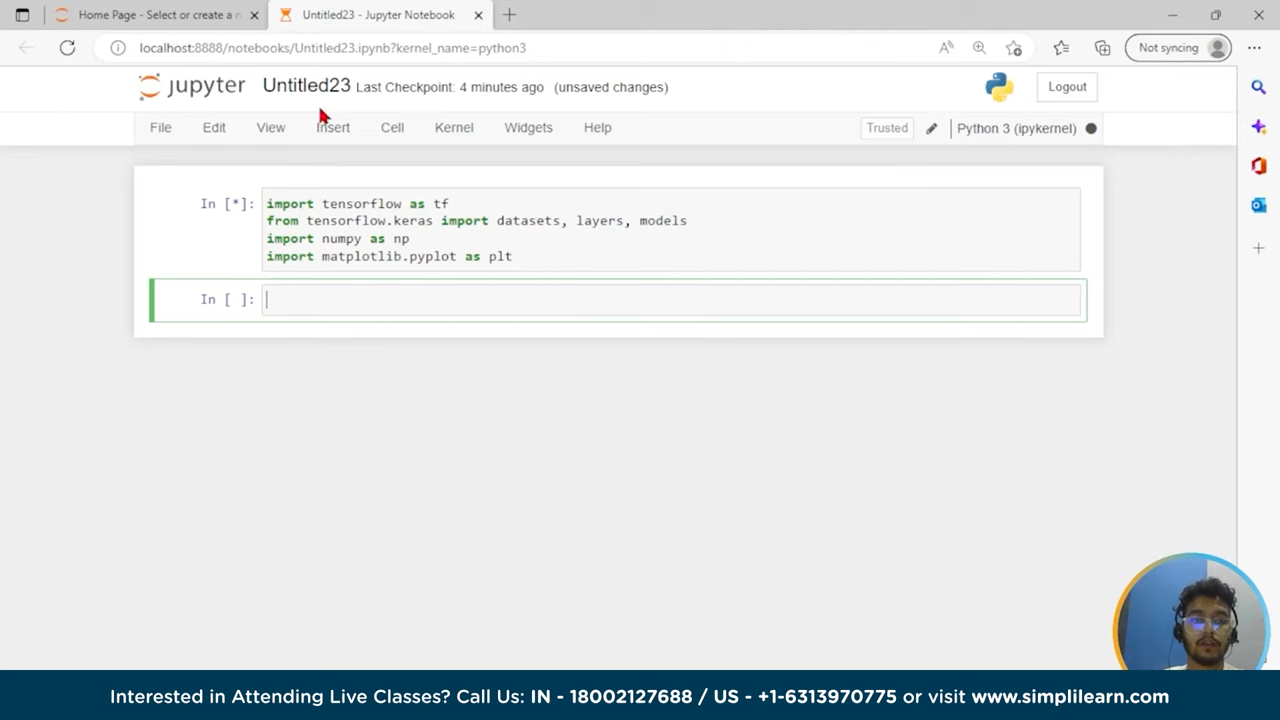 Home Page - Select or create a n
Untitled23 - Jupyter Notebook
localhost:8888/notebooks/Untitled23.ipynb?kernel_name=python3
Not syncing
jupyter Untitled23 Last Checkpoint: 4 minutes ago (unsaved changes)
Logout
File Edit View Insert Cell Kernel Widgets Help
Trusted
Python 3 (ipykernel)
In [*]: import tensorflow as tf
from tensorflow.keras import datasets, layers, models
import numpy as np
import matplotlib.pyplot as plt
In [ ]:
Interested in Attending Live Classes? Call Us: IN - 18002127688 / US - +1-6313970775 or visit www.simplilearn.com